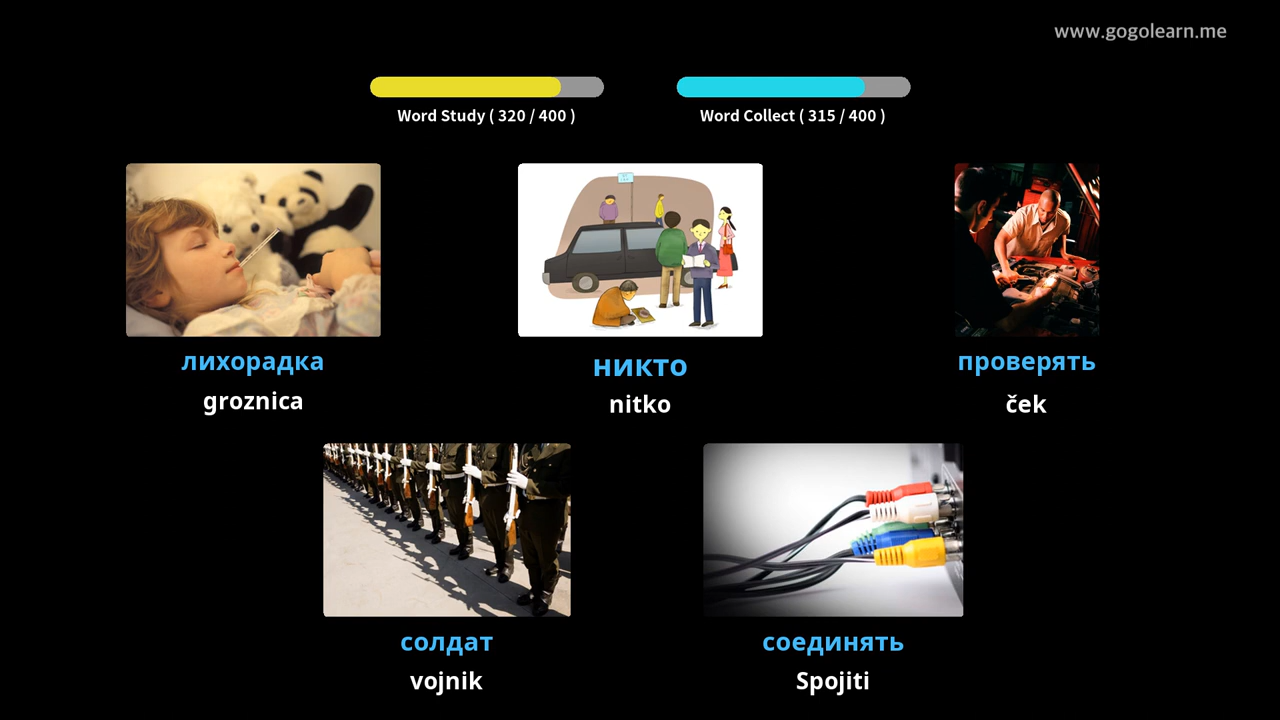 www.gogolearn.me
Word Study ( 320 / 400 )
Word Collect ( 315 / 400 )
лихорадка
groznica
никто
nitko
проверять
ček
солдат
vojnik
соединять
Spojiti